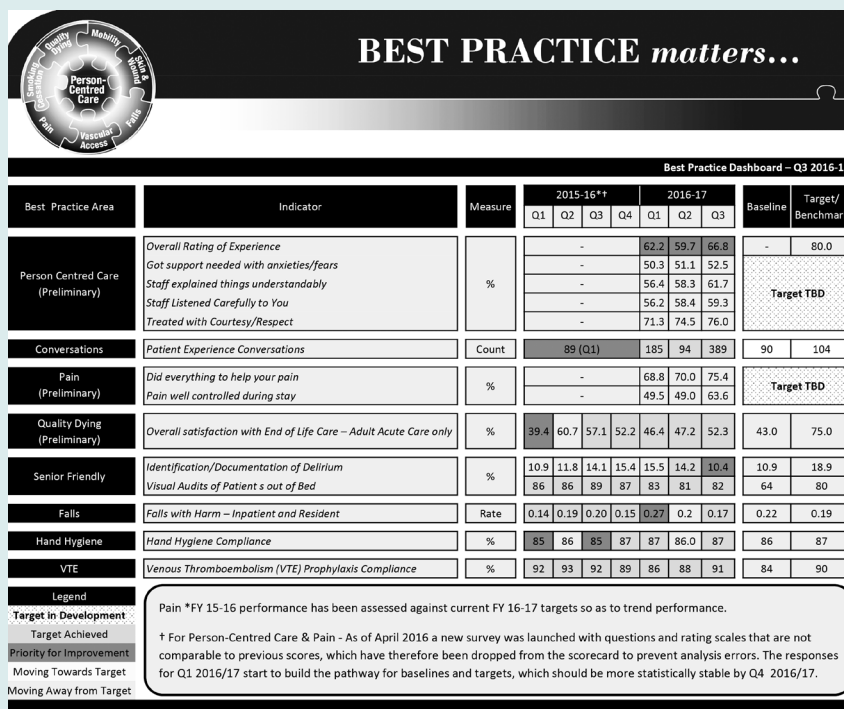 Quality
Dying
Mobility
Skin &
Wound
Falls
Vascular
Access
Pain
Smoking
Cessation
Person-
Centred
Care
BEST PRACTICE matters...
Best Practice Dashboard – Q3 2016-1
Best Practice Area Indicator Measure 2015-16*† 2016-17 Baseline Target/
Benchmar
Q1 Q2 Q3 Q4 Q1 Q2 Q3
Person Centred Care
(Preliminary)
Overall Rating of Experience - 62.2 59.7 66.8 - 80.0
Got support needed with anxieties/fears - 50.3 51.1 52.5
Staff explained things understandably % - 56.4 58.3 61.7 Target TBD
Staff Listened Carefully to You - 56.2 58.4 59.3
Treated with Courtesy/Respect - 71.3 74.5 76.0
Conversations Patient Experience Conversations Count 89 (Q1) 185 94 389 90 104
Pain
(Preliminary)
Did everything to help your pain % - 68.8 70.0 75.4 Target TBD
Pain well controlled during stay - 49.5 49.0 63.6
Quality Dying
(Preliminary)
Overall satisfaction with End of Life Care – Adult Acute Care only % 39.4 60.7 57.1 52.2 46.4 47.2 52.3 43.0 75.0
Senior Friendly
Identification/Documentation of Delirium % 10.9 11.8 14.1 15.4 15.5 14.2 10.4 10.9 18.9
Visual Audits of Patient s out of Bed 86 86 89 87 83 81 82 64 80
Falls Falls with Harm – Inpatient and Resident Rate 0.14 0.19 0.20 0.15 0.27 0.2 0.17 0.22 0.19
Hand Hygiene Hand Hygiene Compliance % 85 86 85 87 87 86.0 87 86 87
VTE Venous Thromboembolism (VTE) Prophylaxis Compliance % 92 93 92 89 86 88 91 84 90
Legend
Target in Development
Target Achieved
Priority for Improvement
Moving Towards Target
Moving Away from Target
Pain *FY 15-16 performance has been assessed against current FY 16-17 targets so as to trend performance.
† For Person-Centred Care & Pain - As of April 2016 a new survey was launched with questions and rating scales that are not
comparable to previous scores, which have therefore been dropped from the scorecard to prevent analysis errors. The responses
for Q1 2016/17 start to build the pathway for baselines and targets, which should be more statistically stable by Q4 2016/17.